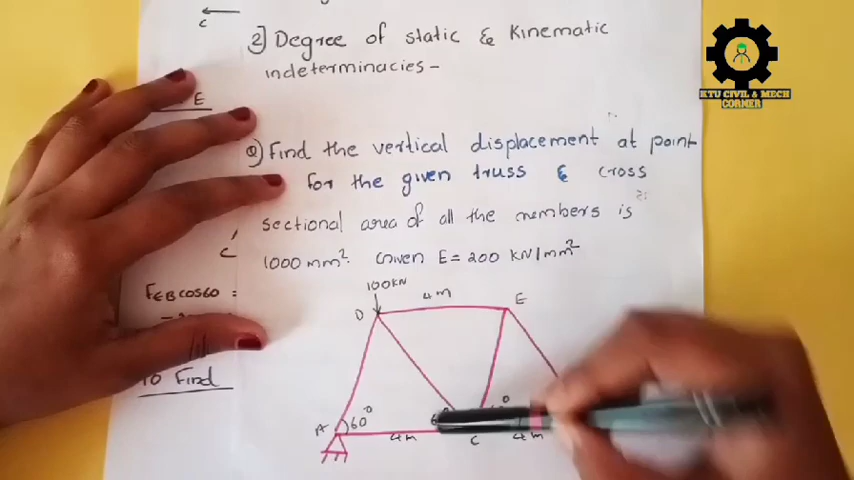 C
2] Degree of static & Kinematic
indeterminacies -
E
Q) Find the vertical displacement at point
for the given truss & cross
sectional area of all the members is
1000 mm². Given E = 200 KN/mm²
C'
FEB COS60 =
To Find
100KN
D 4m E
A 60° 4m C 4m
KTU CIVIL & MECH
CORNER